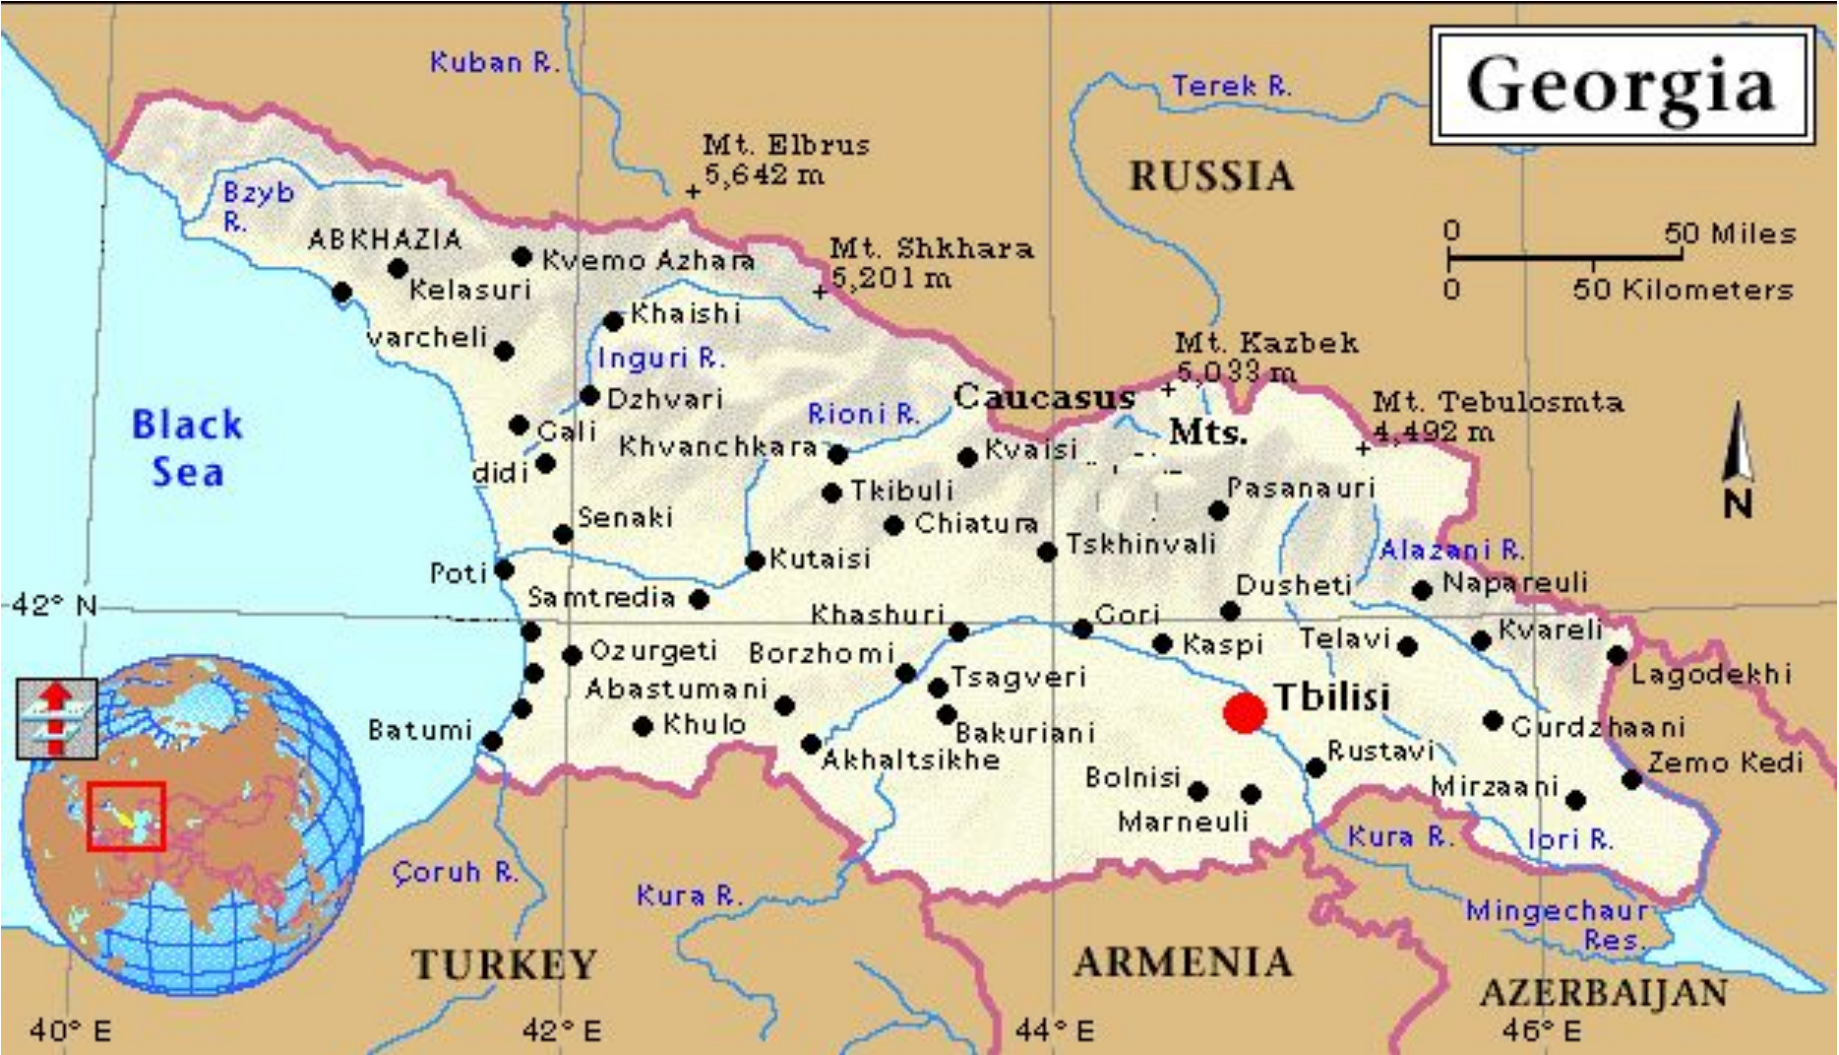 Georgia
Kuban R.
Terek R.
Mt. Elbrus
5,642 m
RUSSIA
Bzyb
R.
ABKHAZIA
Kvemo Azhara
Mt. Shkhara
5,201 m
0 50 Miles
0 50 Kilometers
Kelasuri
Khaishi
varcheli
Inguri R.
Mt. Kazbek
5,033 m
Dzhvari
Caucasus
Mts.
Mt. Tebulosmta
4,492 m
Black
Sea
Rioni R.
Gali
Khvanchkara
Kvaisi
didi
Tkibuli
Pasanauri
N
Senaki
Chiatura
Tskhinvali
Alazani R.
Poti
Kutaisi
Samtredia
Dusheti
Napareuli
42° N
Khashuri
Gori
Kaspi
Telavi
Kvareli
Ozurgeti
Borzhomi
Tsagveri
Lagodekhi
Abastumani
Tbilisi
Batumi
Khulo
Bakuriani
Gurdzhaani
Akhaltsikhe
Rustavi
Zemo Kedi
Bolnisi
Mirzaani
Marneuli
Kura R.
Iori R.
Çoruh R.
Kura R.
Mingechaur
Res.
TURKEY
ARMENIA
AZERBAIJAN
40° E
42° E
44° E
46° E